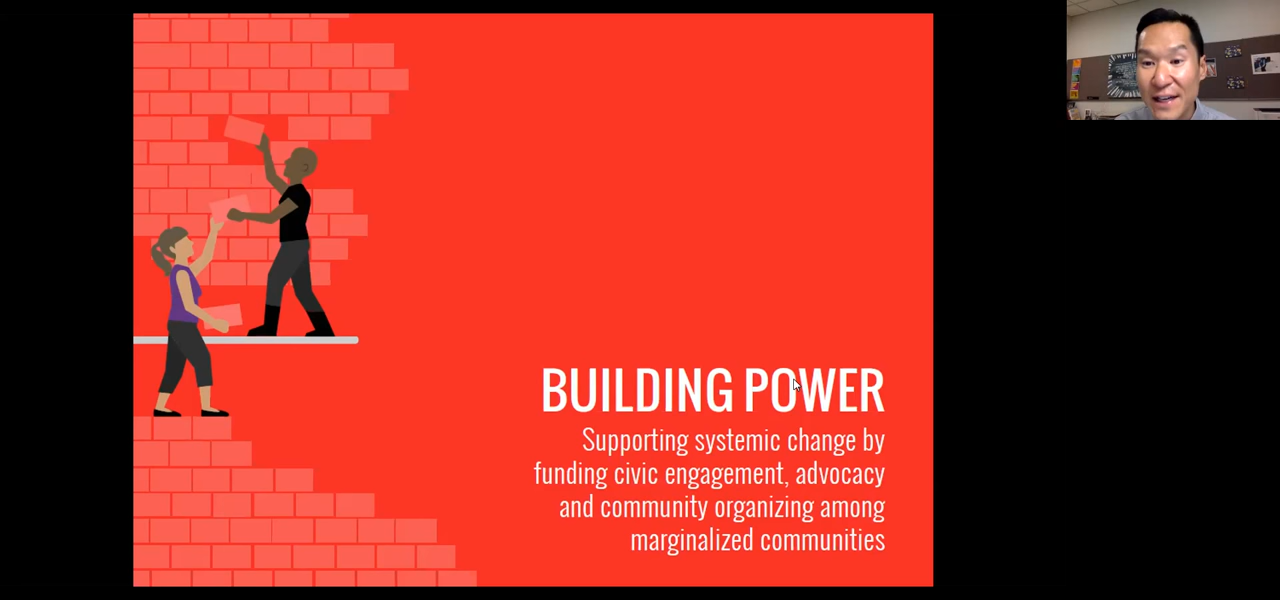 BUILDING POWER
Supporting systemic change by
funding civic engagement, advocacy
and community organizing among
marginalized communities